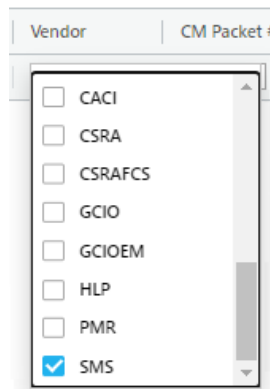 Vendor CM Packet #
CACI
CSRA
CSRAFCS
GCIO
GCIOEM
HLP
PMR
SMS